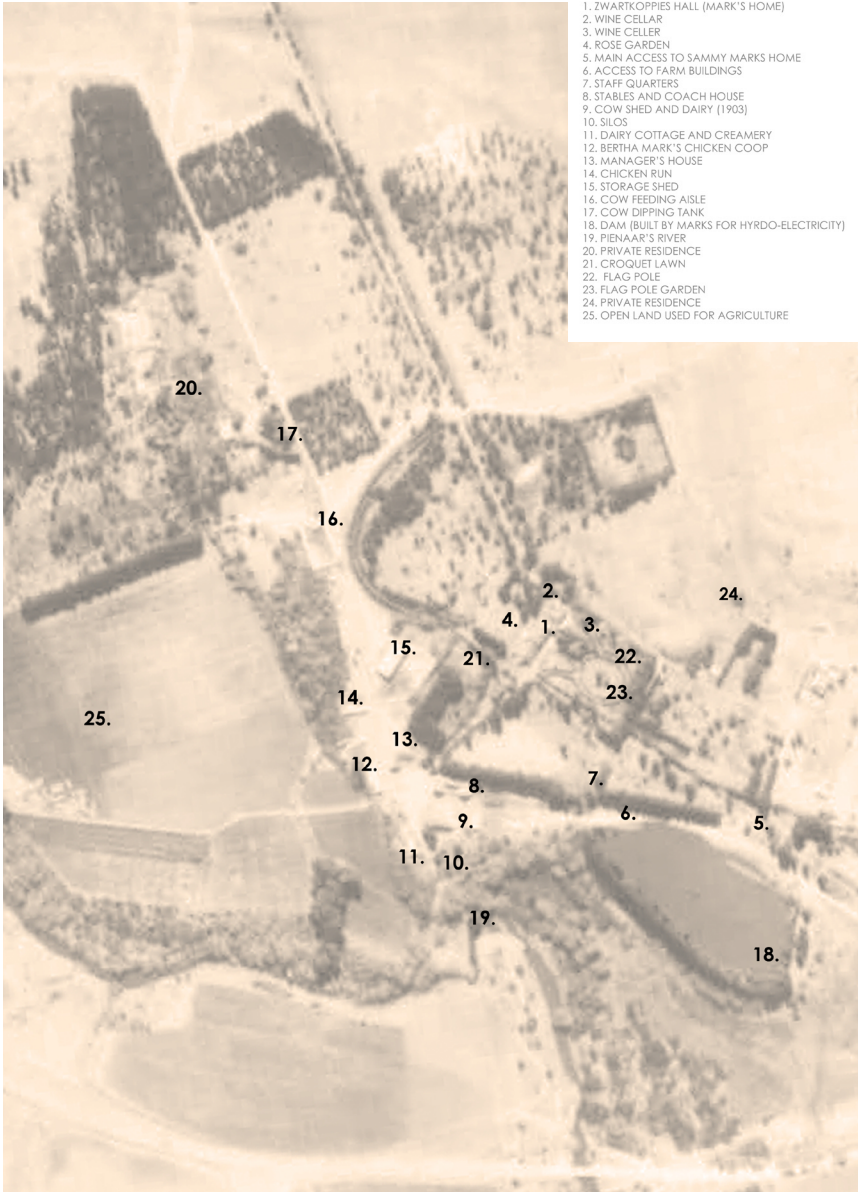 1. ZWARTKOPPIES HALL (MARK'S HOME)
2. WINE CELLAR
3. WINE CELLER
4. ROSE GARDEN
5. MAIN ACCESS TO SAMMY MARKS HOME
6. ACCESS TO FARM BUILDINGS
7. STAFF QUARTERS
8. STABLES AND COACH HOUSE
9. COW SHED AND DAIRY (1903)
10. SILOS
11. DAIRY COTTAGE AND CREAMERY
12. BERTHA MARK'S CHICKEN COOP
13. MANAGER'S HOUSE
14. CHICKEN RUN
15. STORAGE SHED
16. COW FEEDING AISLE
17. COW DIPPING TANK
18. DAM (BUILT BY MARKS FOR HYRDO-ELECTRICITY)
19. PIENAAR'S RIVER
20. PRIVATE RESIDENCE
21. CROQUET LAWN
22. FLAG POLE
23. FLAG POLE GARDEN
24. PRIVATE RESIDENCE
25. OPEN LAND USED FOR AGRICULTURE
20.
17.
16.
2.
24.
4.
1.
3.
15.
21.
22.
14.
23.
25.
13.
12.
8.
7.
6.
9.
5.
11.
10.
19.
18.